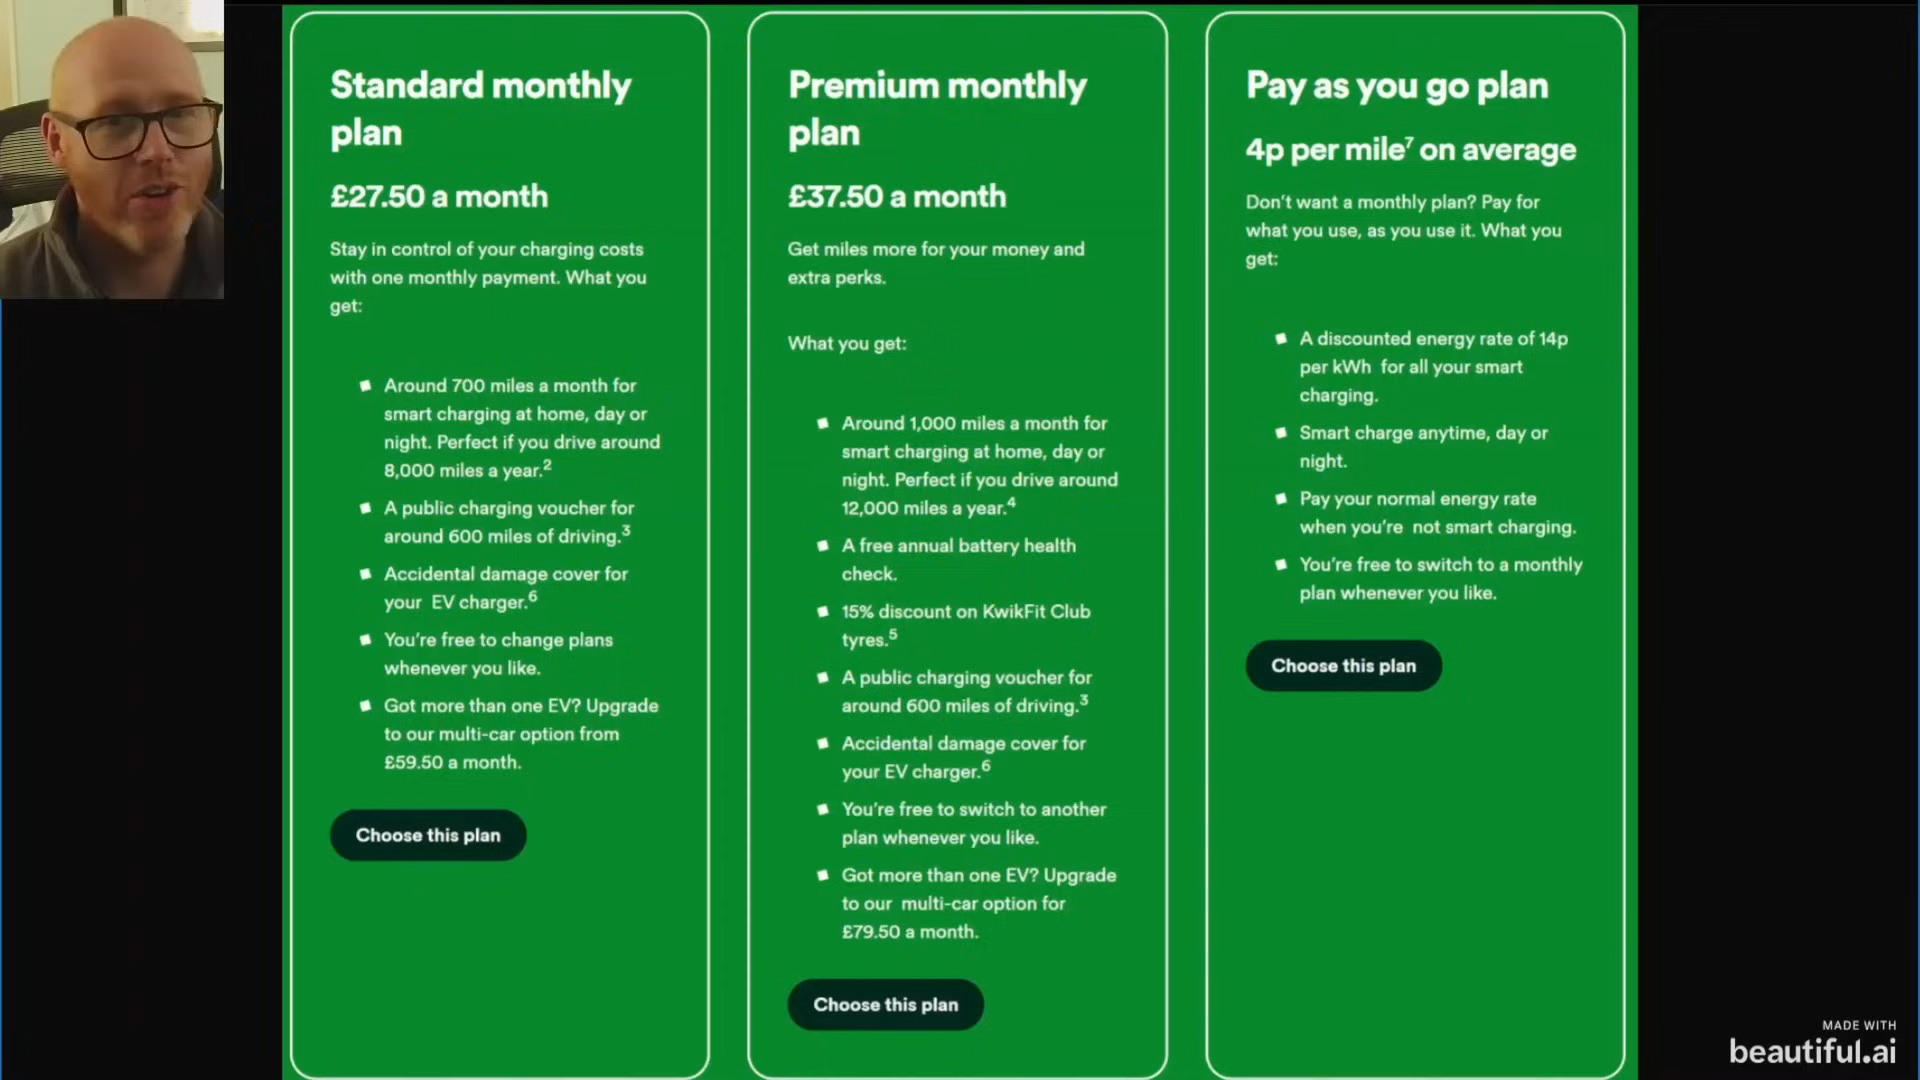 Standard monthly
plan
£27.50 a month
Stay in control of your charging costs
with one monthly payment. What you
get:
Around 700 miles a month for
smart charging at home, day or
night. Perfect if you drive around
8,000 miles a year.2
A public charging voucher for
around 600 miles of driving.3
Accidental damage cover for
your EV charger.6
You're free to change plans
whenever you like.
Got more than one EV? Upgrade
to our multi-car option from
£59.50 a month.
Choose this plan
Premium monthly
plan
£37.50 a month
Get miles more for your money and
extra perks.
What you get:
Around 1,000 miles a month for
smart charging at home, day or
night. Perfect if you drive around
12,000 miles a year.4
A free annual battery health
check.
15% discount on KwikFit Club
tyres.5
A public charging voucher for
around 600 miles of driving.3
Accidental damage cover for
your EV charger.6
You're free to switch to another
plan whenever you like.
Got more than one EV? Upgrade
to our multi-car option for
£79.50 a month.
Choose this plan
Pay as you go plan
4p per mile7 on average
Don't want a monthly plan? Pay for
what you use, as you use it. What you
get:
A discounted energy rate of 14p
per kWh for all your smart
charging.
Smart charge anytime, day or
night.
Pay your normal energy rate
when you're not smart charging.
You're free to switch to a monthly
plan whenever you like.
Choose this plan
MADE WITH
beautiful.ai